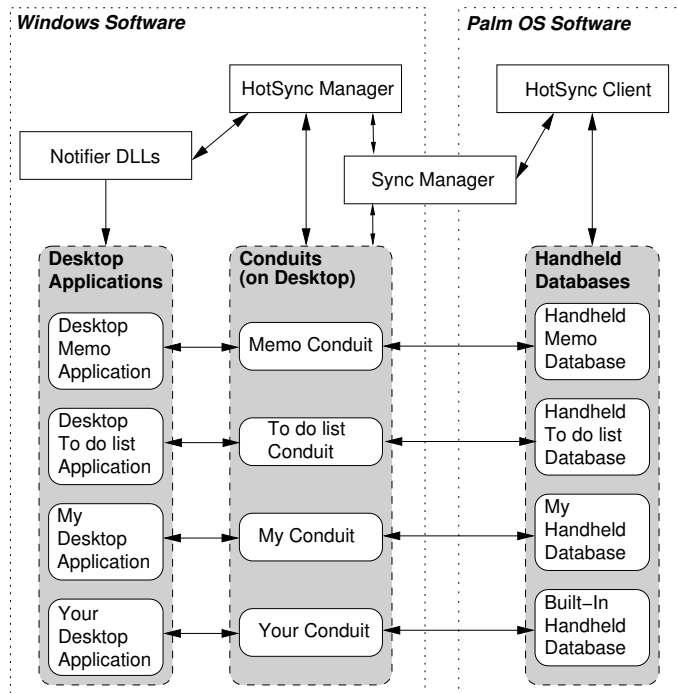 Windows Software
Palm OS Software
HotSync Manager
HotSync Client
Notifier DLLs
Sync Manager
Desktop
Applications
Conduits
(on Desktop)
Handheld
Databases
Desktop
Memo
Application
Memo Conduit
Handheld
Memo
Database
Desktop
To do list
Application
To do list
Conduit
Handheld
To do list
Database
My
Desktop
Application
My Conduit
My
Handheld
Database
Your
Desktop
Application
Your Conduit
Built−In
Handheld
Database